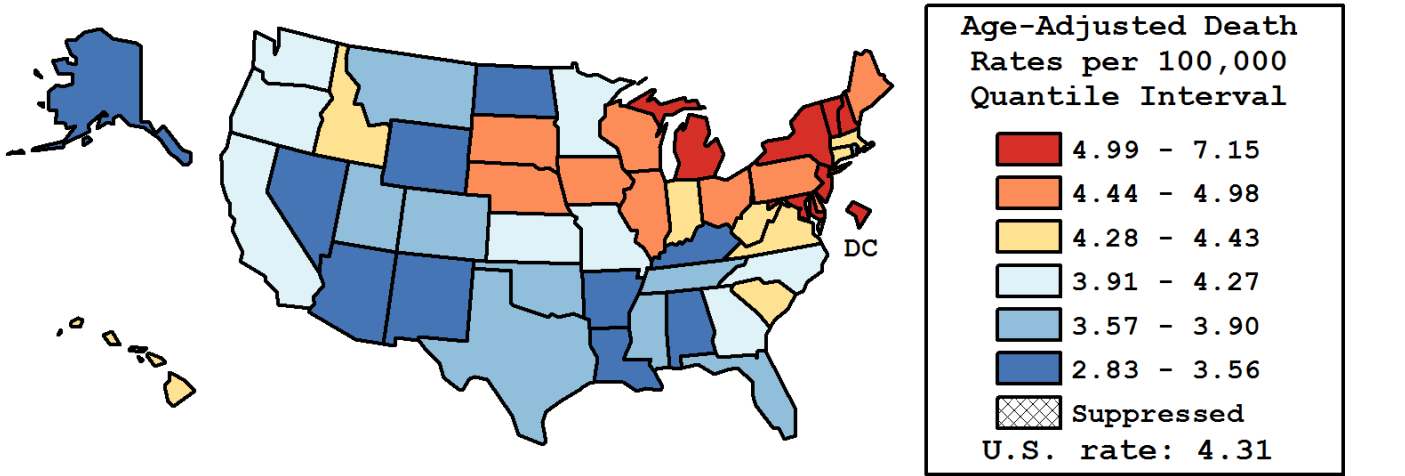 Age-Adjusted Death
Rates per 100,000
Quantile Interval
4.99 - 7.15
4.44 - 4.98
4.28 - 4.43
3.91 - 4.27
3.57 - 3.90
2.83 - 3.56
Suppressed
U.S. rate: 4.31
DC